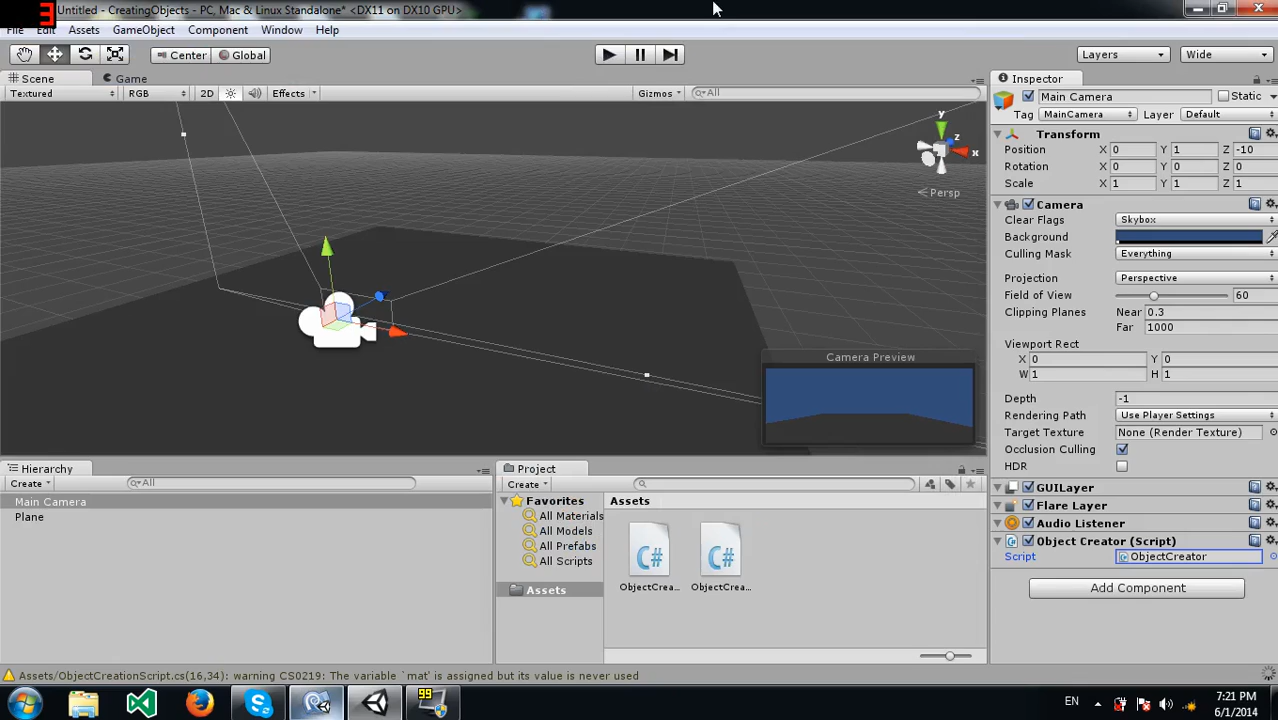 3
Untitled - CreatingObjects - PC, Mac & Linux Standalone* <DX11 on DX10 GPU>
File Edit Assets GameObject Component Window Help
Center Global Layers Wide
Scene Game Inspector
Textured RGB 2D Effects Gizmos All
Main Camera Static
Tag MainCamera Layer Default
Transform
Position X 0 Y 1 Z -10
Rotation X 0 Y 0 Z 0
Scale X 1 Y 1 Z 1
y
z
x
Persp
Camera
Clear Flags Skybox
Background
Culling Mask Everything
Projection Perspective
Field of View 60
Clipping Planes Near 0.3
Far 1000
Viewport Rect
X 0 Y 0
W 1 H 1
Camera Preview
Depth -1
Rendering Path Use Player Settings
Target Texture None (Render Texture)
Occlusion Culling
HDR
GUILayer
Flare Layer
Audio Listener
Object Creator (Script)
Script ObjectCreator
Add Component
Hierarchy
Create All
Main Camera
Plane
Project
Create
Favorites
All Materials
All Models
All Prefabs
All Scripts
Assets
Assets
C# C#
ObjectCrea... ObjectCrea...
Assets/ObjectCreationScript.cs(16,34): warning CS0219: The variable `mat' is assigned but its value is never used
99
EN
7:21 PM
6/1/2014